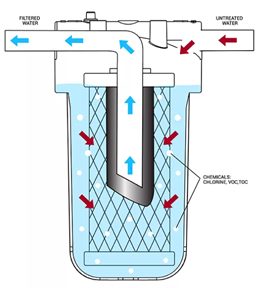 FILTERED
WATER
UNTREATED
WATER
CHEMICALS:
CHLORINE, VOC,TOC